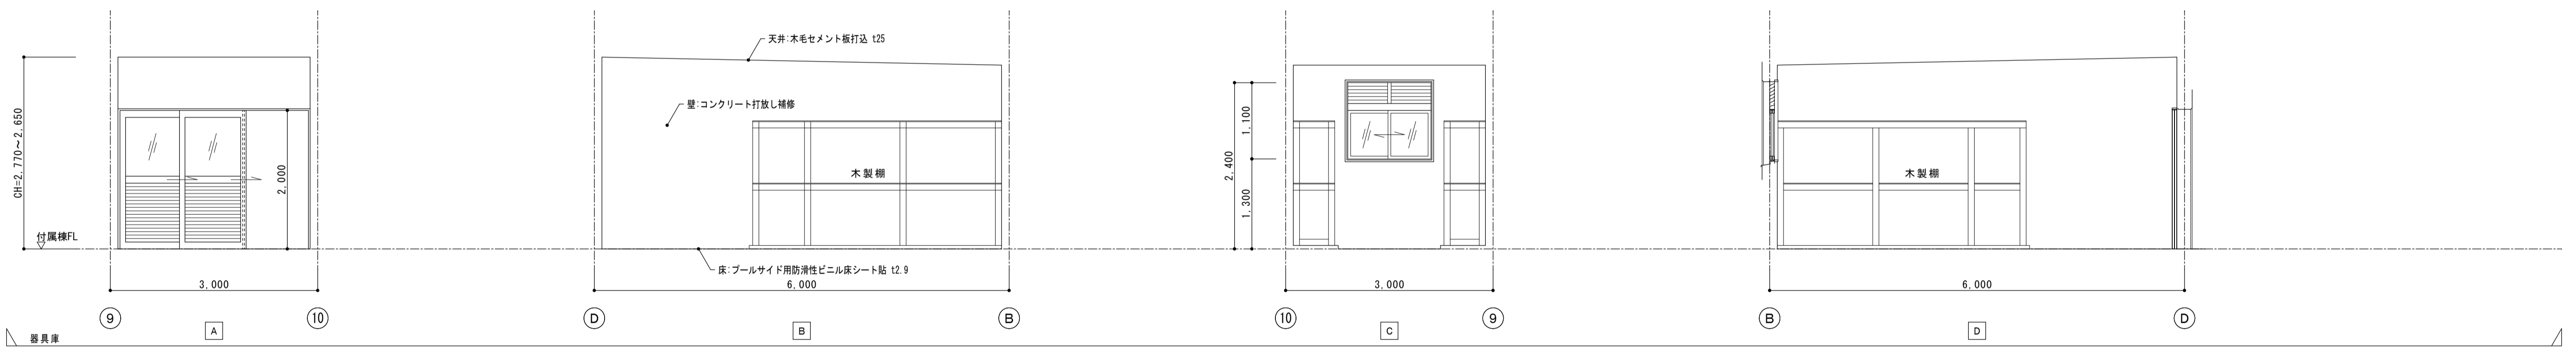 CH=2,770～2,650
付属棟FL
2,000
3,000
9
10
A
天井:木毛セメント板打込 t25
壁:コンクリート打放し補修
木製棚
床:プールサイド用防滑性ビニル床シート貼 t2.9
6,000
D
B
B
2,400
1,100
1,300
3,000
10
9
C
木製棚
6,000
B
D
D
器具庫